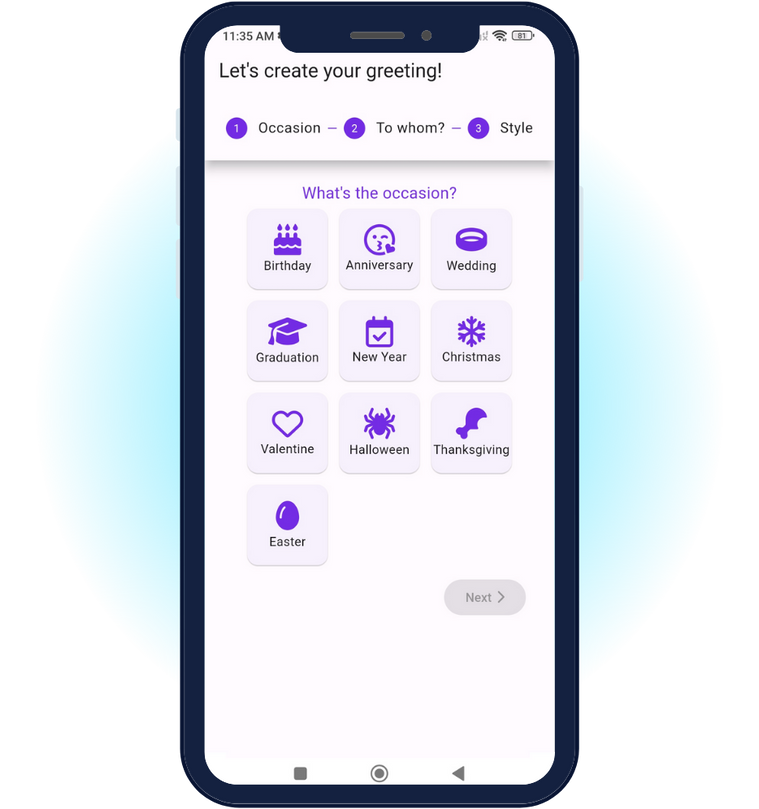 11:35 AM
81
Let's create your greeting!
1 Occasion – 2 To whom? – 3 Style
What's the occasion?
Birthday Anniversary Wedding
Graduation New Year Christmas
Valentine Halloween Thanksgiving
Easter
Next